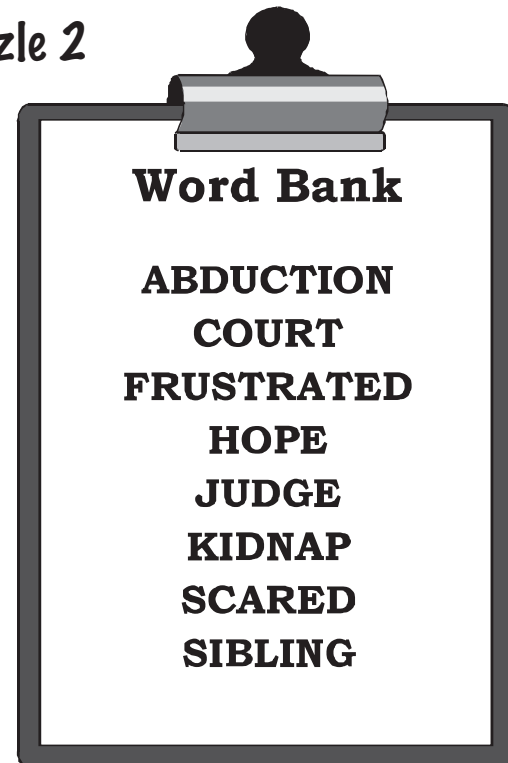 zle 2
Word Bank
ABDUCTION
COURT
FRUSTRATED
HOPE
JUDGE
KIDNAP
SCARED
SIBLING